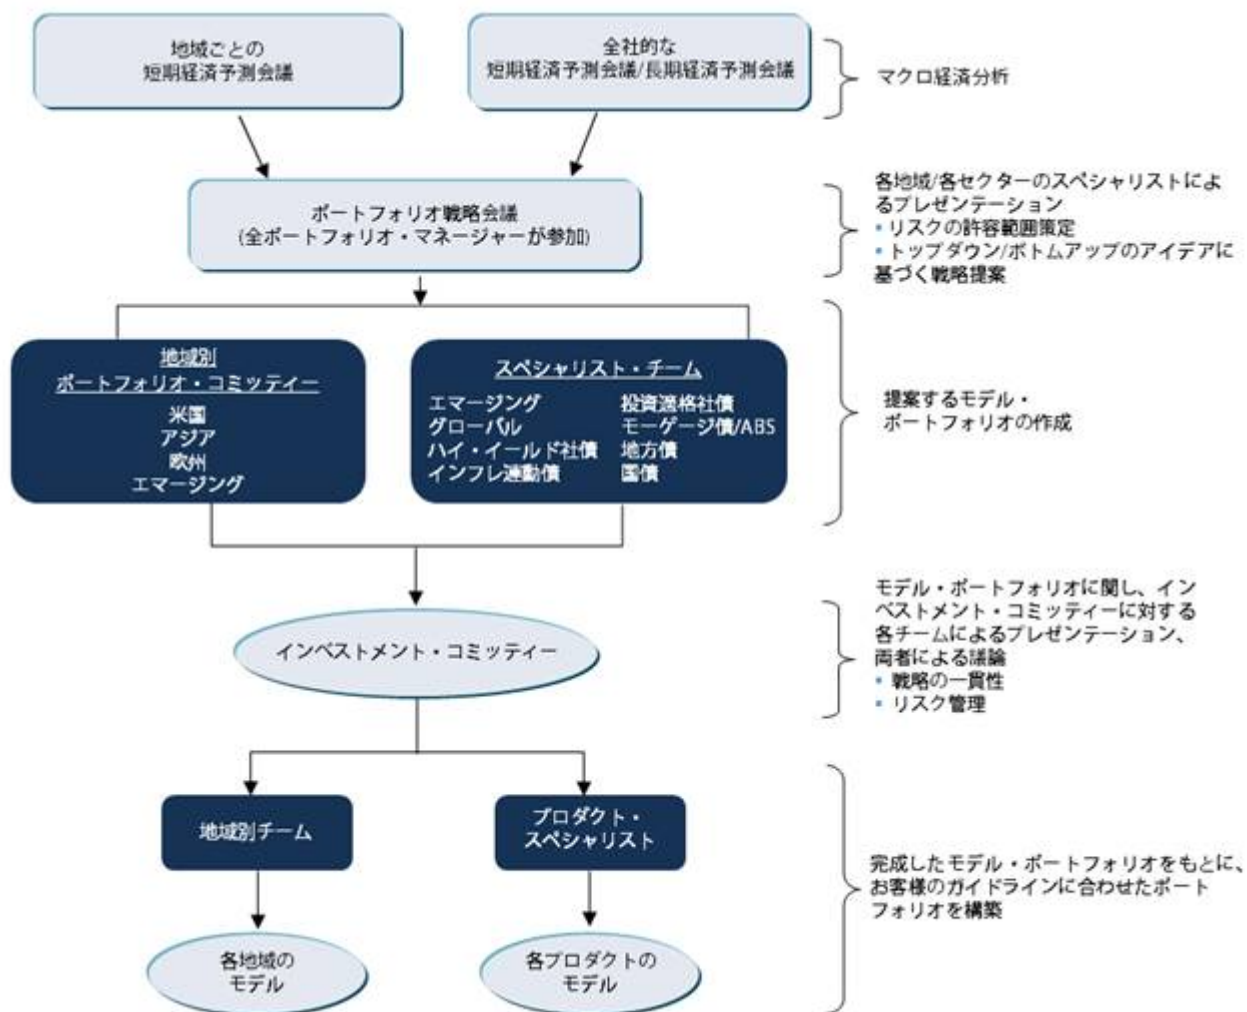 地域ごとの
短期経済予測会議
全社的な
短期経済予測会議/長期経済予測会議
マクロ経済分析
ポートフォリオ戦略会議
(全ポートフォリオ・マネージャーが参加)
各地域/各セクターのスペシャリストによ
るプレゼンテーション
▪ リスクの許容範囲策定
▪ トップダウン/ボトムアップのアイデアに
基づく戦略提案
地域別
ポートフォリオ・コミッティー
米国
アジア
欧州
エマージング
スペシャリスト・チーム
エマージング 投資適格社債
グローバル モーゲージ債/ABS
ハイ・イールド社債 地方債
インフレ連動債 国債
提案するモデル・
ポートフォリオの作成
インベストメント・コミッティー
モデル・ポートフォリオに関し、イン
ベストメント・コミッティーに対する
各チームによるプレゼンテーション、
両者による議論
▪ 戦略の一貫性
▪ リスク管理
地域別チーム
プロダクト・
スペシャリスト
完成したモデル・ポートフォリオをもとに、
お客様のガイドラインに合わせたポート
フォリオを構築
各地域の
モデル
各プロダクトの
モデル